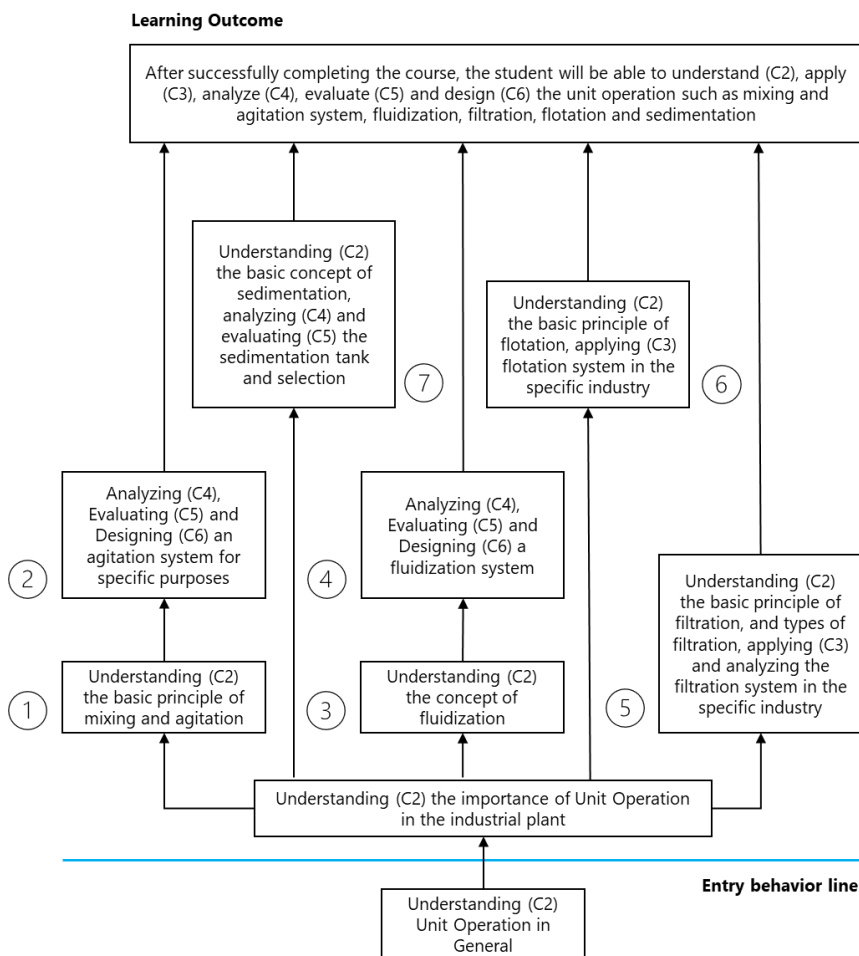 Learning Outcome
After successfully completing the course, the student will be able to understand (C2), apply
(C3), analyze (C4), evaluate (C5) and design (C6) the unit operation such as mixing and
agitation system, fluidization, filtration, flotation and sedimentation
Understanding (C2)
the basic concept of
sedimentation,
analyzing (C4) and
evaluating (C5) the
sedimentation tank
and selection
7
Understanding (C2)
the basic principle of
flotation, applying (C3)
flotation system in the
specific industry
6
Analyzing (C4),
Evaluating (C5) and
Designing (C6) an
agitation system for
specific purposes
2
Analyzing (C4),
Evaluating (C5) and
Designing (C6) a
fluidization system
4
Understanding (C2)
the basic principle of
filtration, and types of
filtration, applying (C3)
and analyzing the
filtration system in the
specific industry
5
Understanding (C2)
the basic principle of
mixing and agitation
1
Understanding (C2)
the concept of
fluidization
3
Understanding (C2) the importance of Unit Operation
in the industrial plant
Entry behavior line
Understanding (C2)
Unit Operation in
General